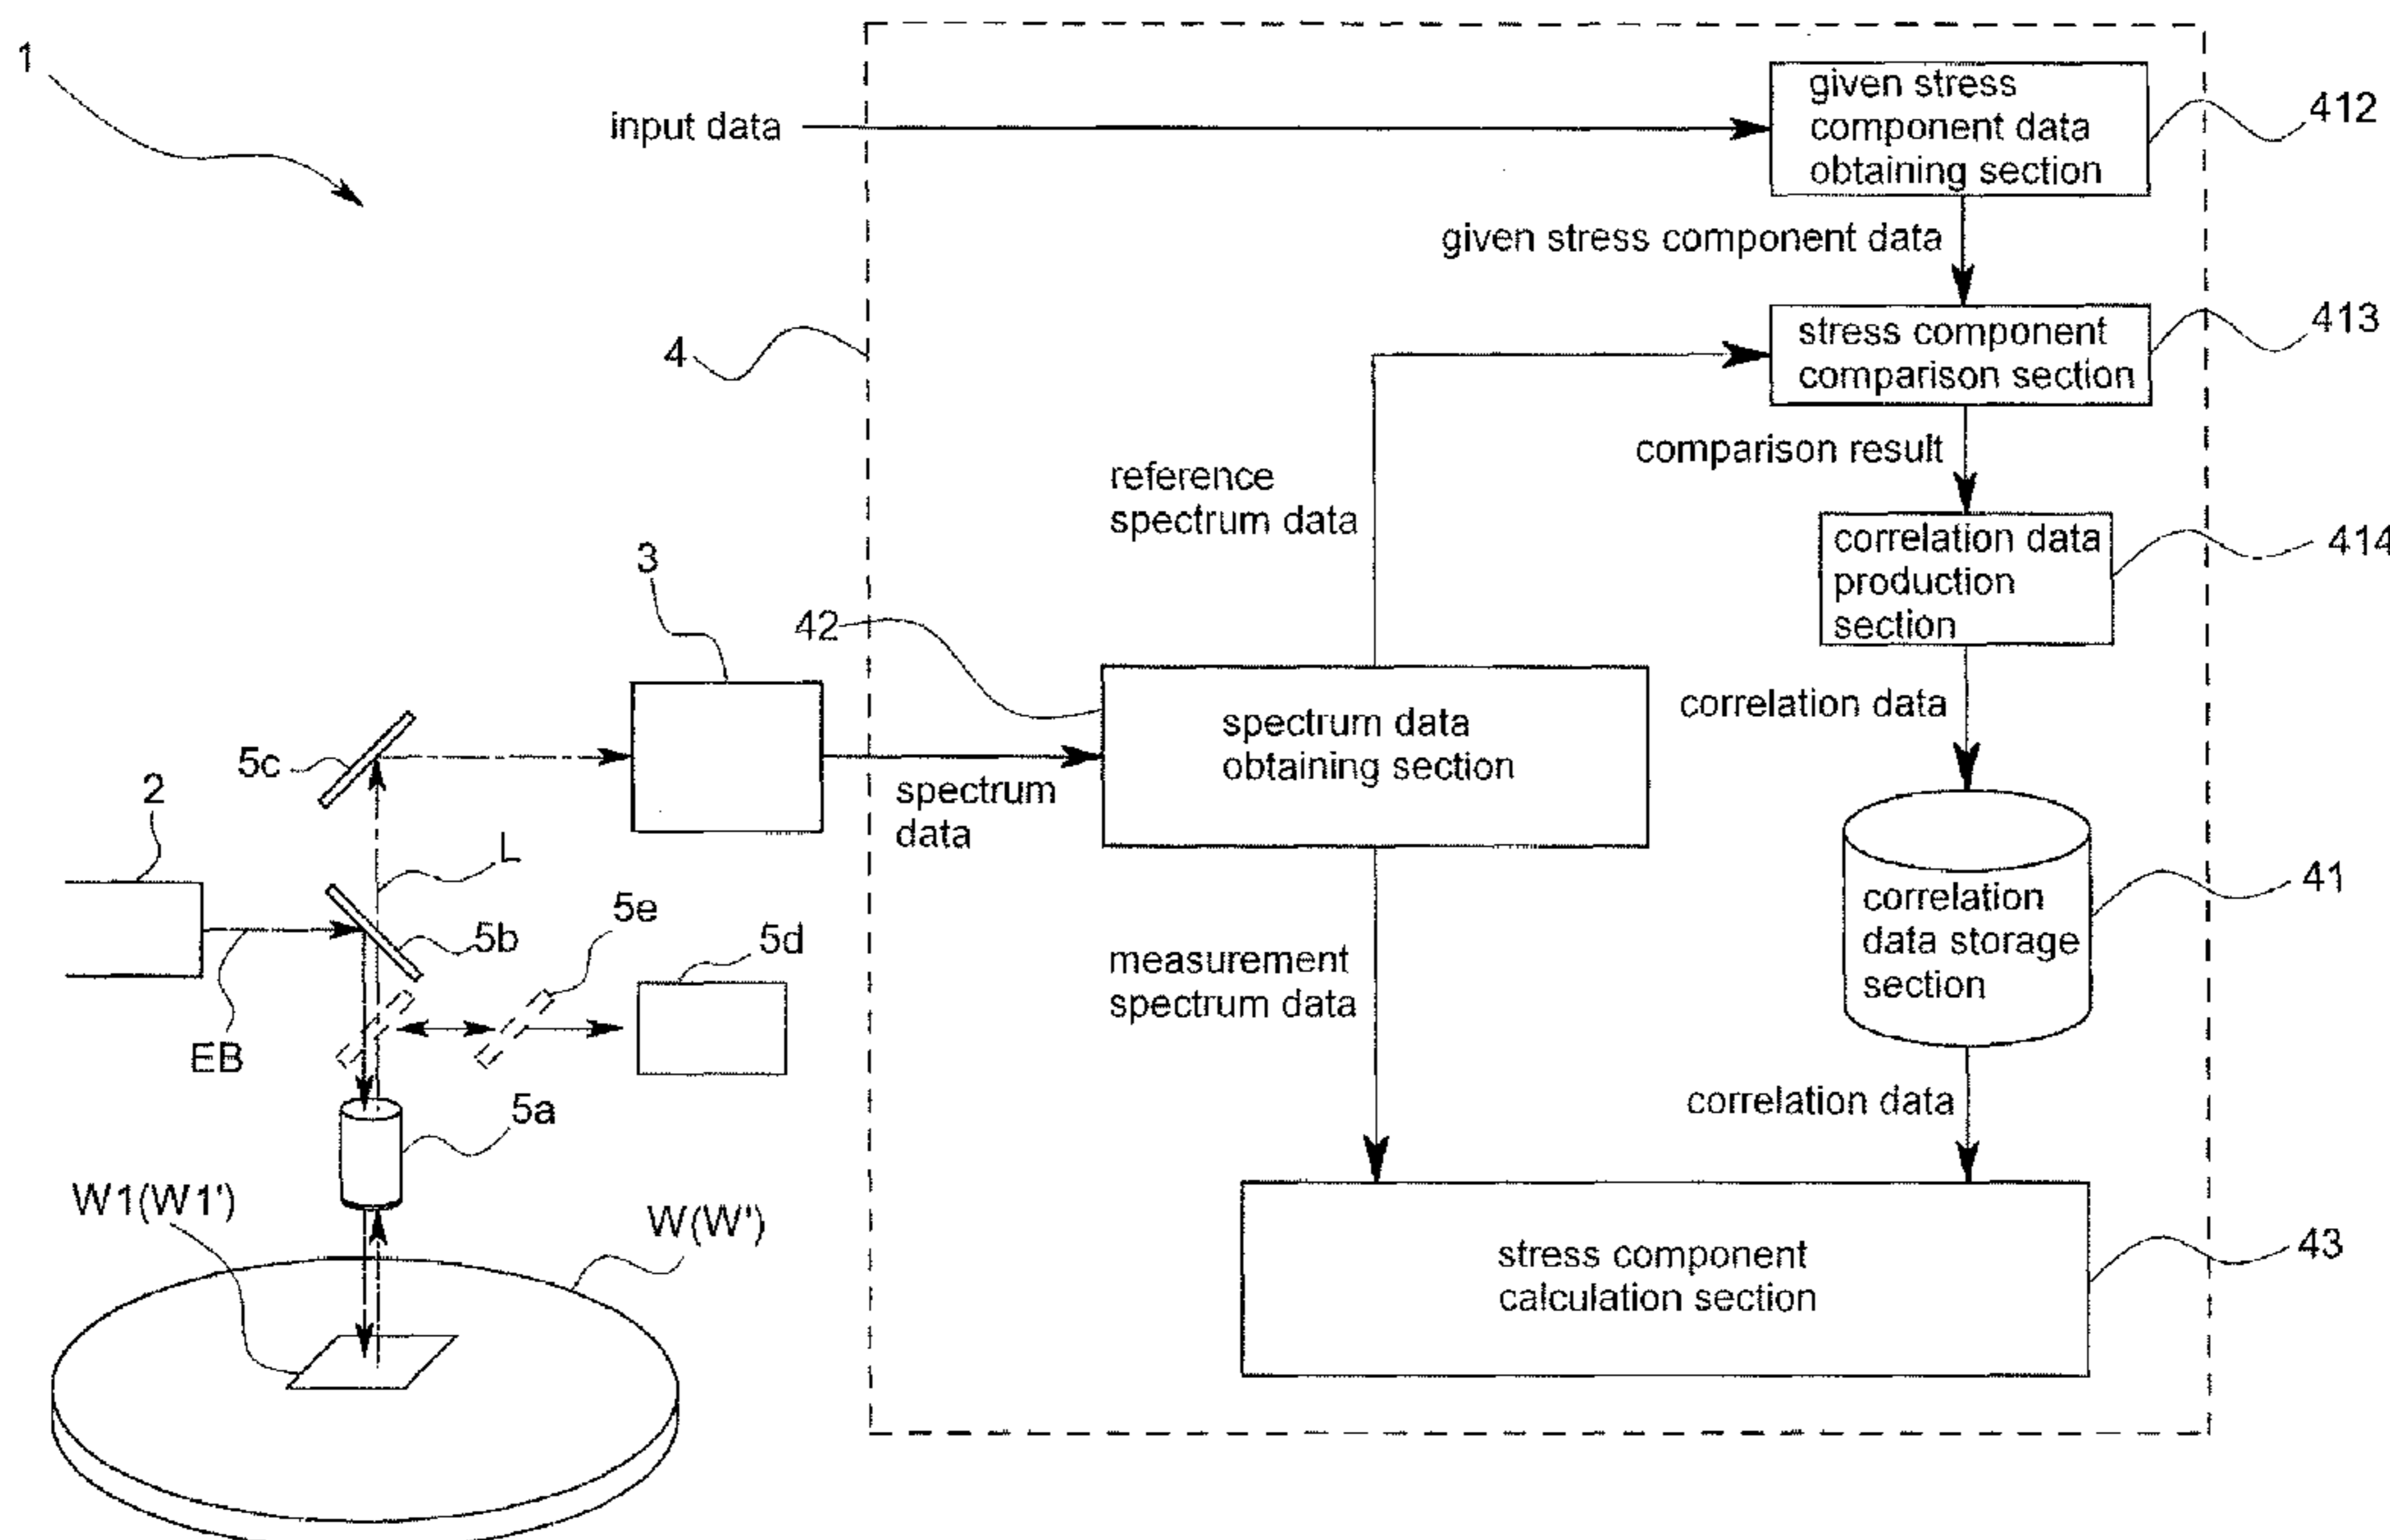 1
input data
given stress
component data
obtaining section
412
given stress component data
4
stress component
comparison section
413
comparison result
reference
spectrum data
correlation data
production
section
414
3
42
spectrum data
obtaining section
correlation data
5c
spectrum
data
2
L
5b
5e
5d
EB
correlation
data storage
section
41
measurement
spectrum data
5a
correlation data
W1(W1')
W(W')
stress component
calculation section
43